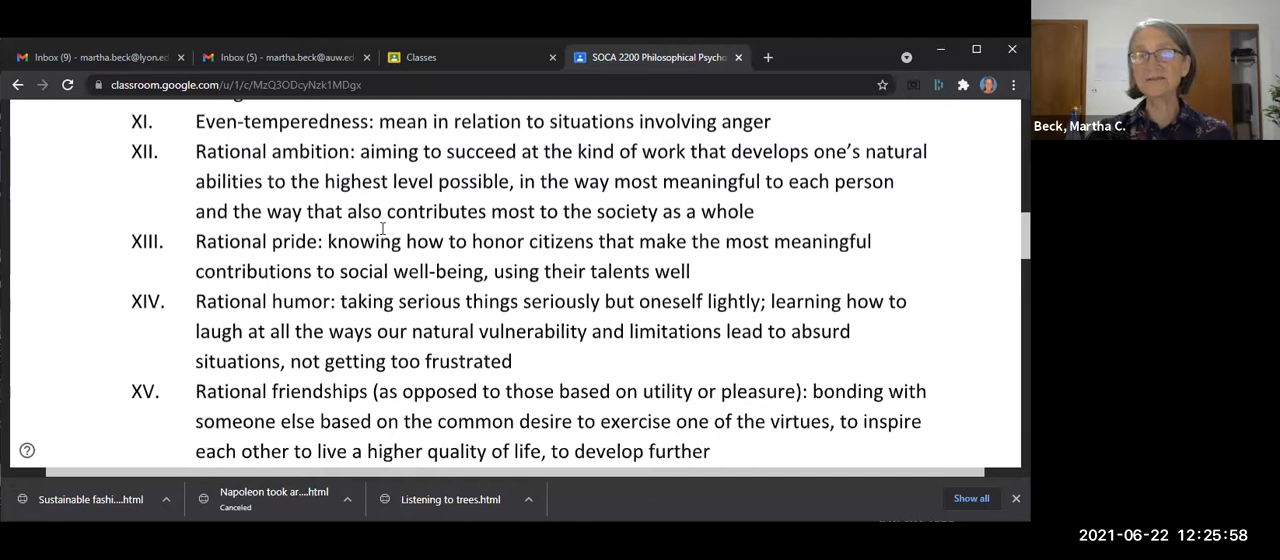 Inbox (9) - martha.beck@lyon.ed
Inbox (5) - martha.beck@auw.ed
Classes
SOCA 2200 Philosophical Psycho
classroom.google.com/u/1/c/MzQ3ODcyNzk1MDgx
Beck, Martha C.
XI. Even-temperedness: mean in relation to situations involving anger
XII. Rational ambition: aiming to succeed at the kind of work that develops one's natural
abilities to the highest level possible, in the way most meaningful to each person
and the way that also contributes most to the society as a whole
XIII. Rational pride: knowing how to honor citizens that make the most meaningful
contributions to social well-being, using their talents well
XIV. Rational humor: taking serious things seriously but oneself lightly; learning how to
laugh at all the ways our natural vulnerability and limitations lead to absurd
situations, not getting too frustrated
XV. Rational friendships (as opposed to those based on utility or pleasure): bonding with
someone else based on the common desire to exercise one of the virtues, to inspire
each other to live a higher quality of life, to develop further
Sustainable fashi....html
Napoleon took ar....html
Canceled
Listening to trees.html
Show all
2021-06-22 12:25:58